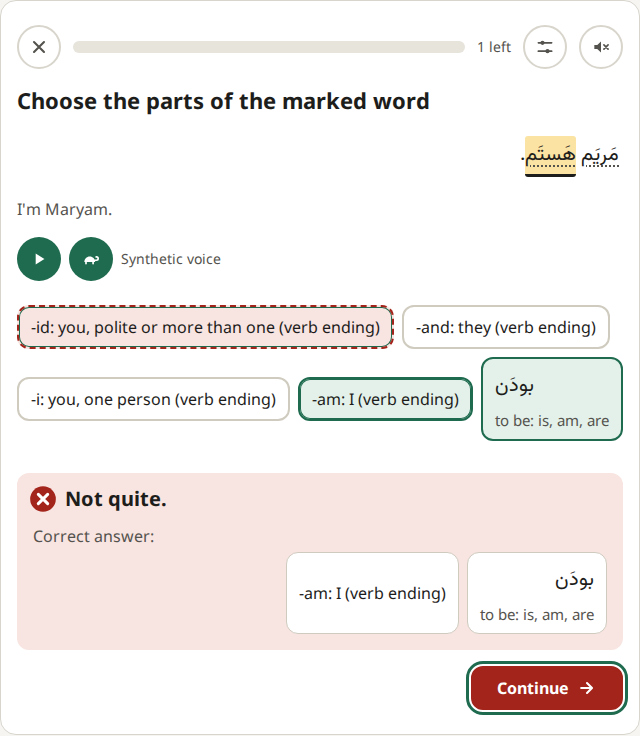 1 left
Choose the parts of the marked word
مَریَم هَستَم.
I'm Maryam.
Synthetic voice
-id: you, polite or more than one (verb ending)
-and: they (verb ending)
-i: you, one person (verb ending)
-am: I (verb ending)
بودَن
to be: is, am, are
Not quite.
Correct answer:
بودَن
to be: is, am, are
-am: I (verb ending)
Continue